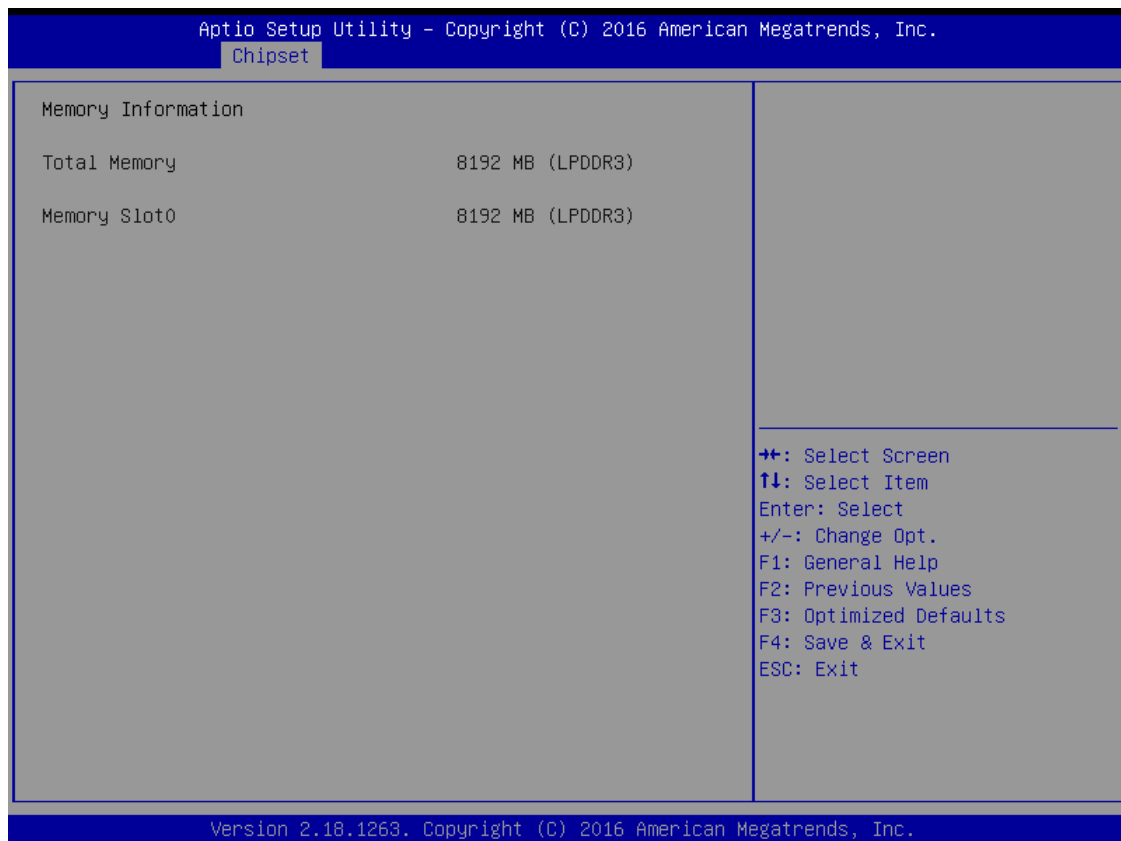 Aptio Setup Utility – Copyright (C) 2016 American Megatrends, Inc.
Chipset
Memory Information
Total Memory 8192 MB (LPDDR3)
Memory Slot0 8192 MB (LPDDR3)
→←: Select Screen
↑↓: Select Item
Enter: Select
+/-: Change Opt.
F1: General Help
F2: Previous Values
F3: Optimized Defaults
F4: Save & Exit
ESC: Exit
Version 2.18.1263. Copyright (C) 2016 American Megatrends, Inc.